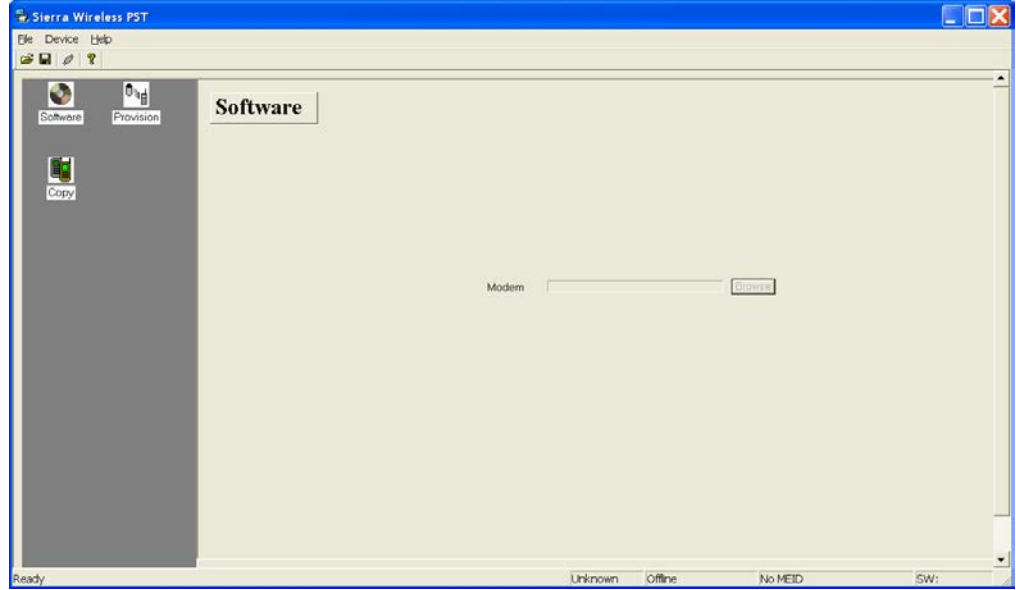 Sierra Wireless PST
File Device Help
Software Provision
Software
Copy
Modem Browse
Ready Unknown Offline No MEID SW: